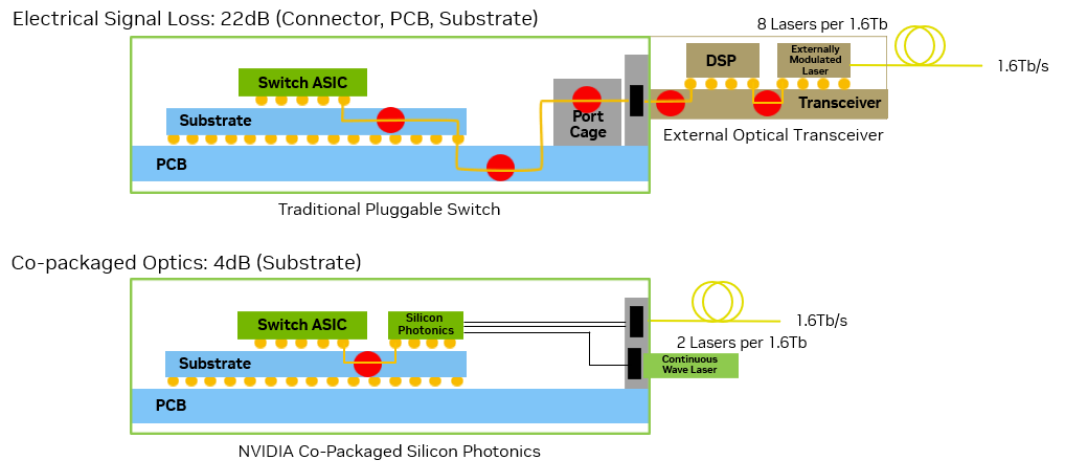 Electrical Signal Loss: 22dB (Connector, PCB, Substrate)
8 Lasers per 1.6Tb
Switch ASIC
DSP
Externally
Modulated
Laser
1.6Tb/s
Substrate
Port
Cage
Transceiver
External Optical Transceiver
PCB
Traditional Pluggable Switch
Co-packaged Optics: 4dB (Substrate)
Switch ASIC
Silicon
Photonics
1.6Tb/s
2 Lasers per 1.6Tb
Substrate
Continuous
Wave Laser
PCB
NVIDIA Co-Packaged Silicon Photonics